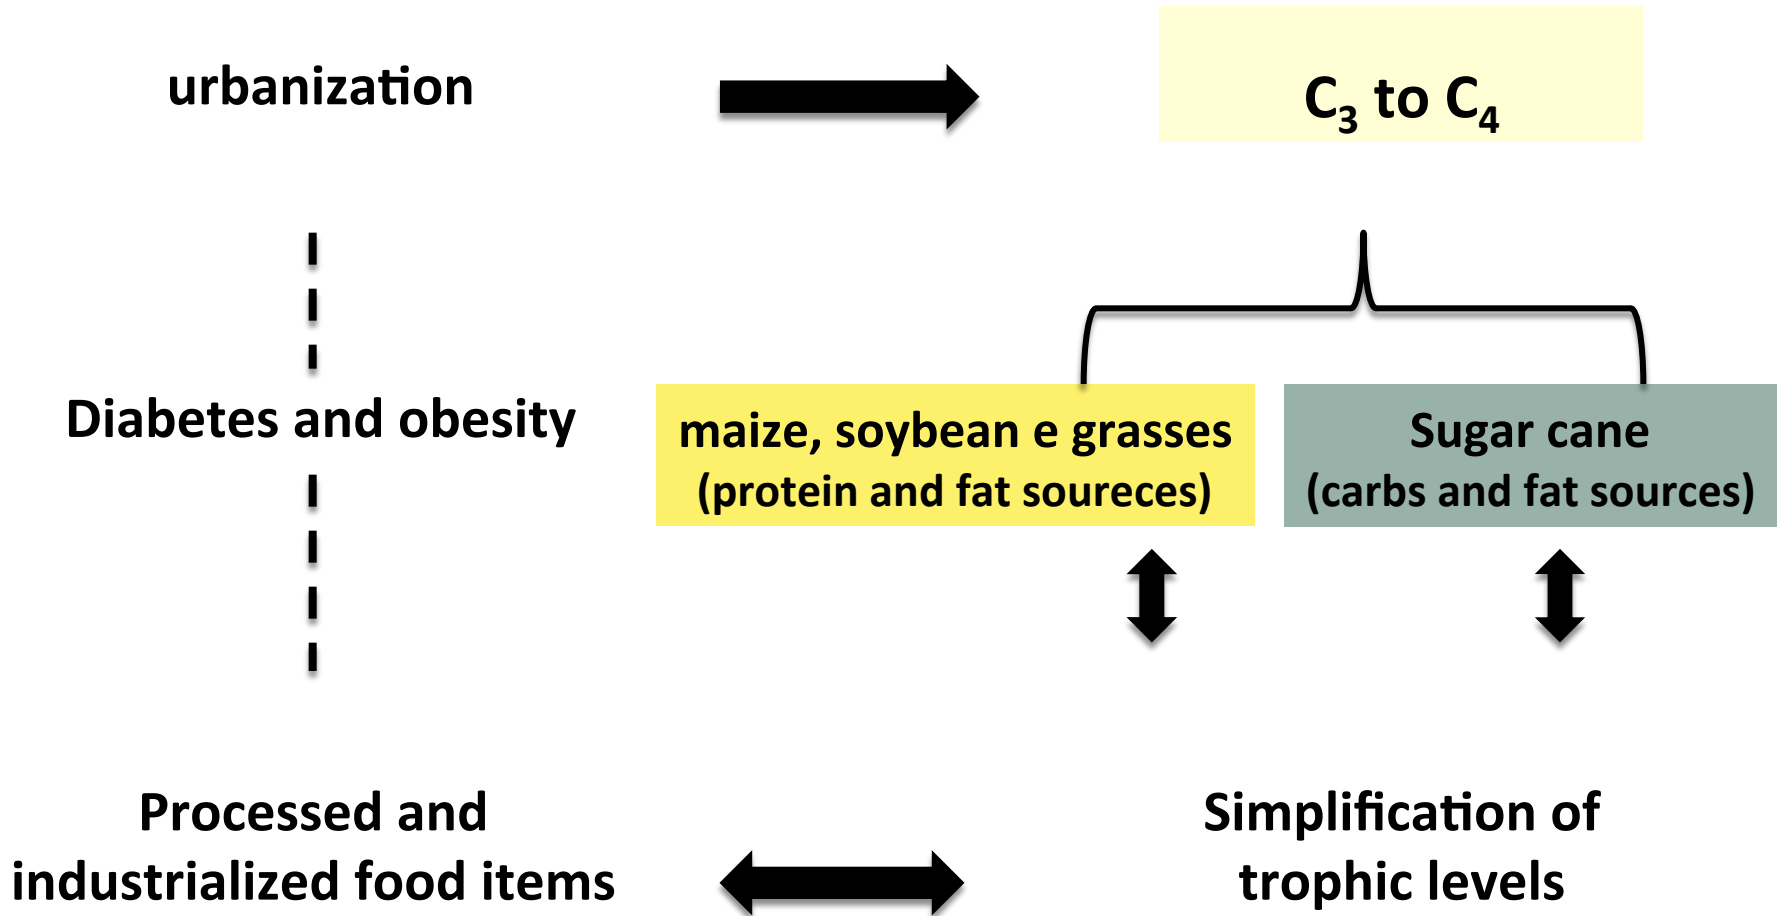 urbanization
C₃ to C₄
Diabetes and obesity
maize, soybean e grasses
(protein and fat soureces)
Sugar cane
(carbs and fat sources)
Processed and
industrialized food items
Simplification of
trophic levels